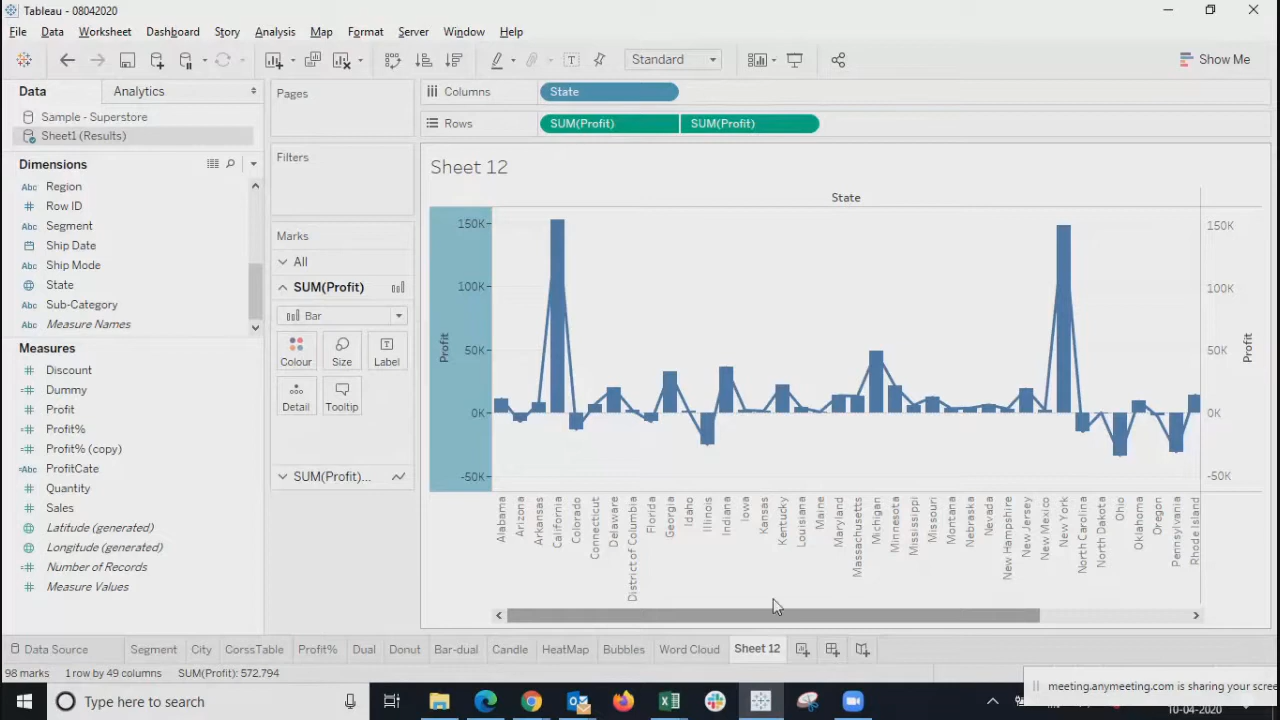 Tableau - 08042020
File Data Worksheet Dashboard Story Analysis Map Format Server Window Help
Standard
Show Me
Data
Analytics
Sample - Superstore
Sheet1 (Results)
Dimensions
Abc Region
Row ID
Abc Segment
Ship Date
Abc Ship Mode
State
Abc Sub-Category
Abc Measure Names
Measures
Discount
Dummy
Profit
Profit%
Profit% (copy)
Abc ProfitCate
Quantity
Sales
Latitude (generated)
Longitude (generated)
Number of Records
Measure Values
Pages
Filters
Marks
All
SUM(Profit)
Bar
Colour
Size
Label
Detail
Tooltip
SUM(Profit)...
Columns
State
Rows
SUM(Profit)
SUM(Profit)
Sheet 12
State
150K
100K
50K
0K
-50K
Profit
150K
100K
50K
0K
-50K
Profit
Alabama
Arizona
Arkansas
California
Colorado
Connecticut
Delaware
District of Columbia
Florida
Georgia
Idaho
Illinois
Indiana
Iowa
Kansas
Kentucky
Louisiana
Maine
Maryland
Massachusetts
Michigan
Minnesota
Mississippi
Missouri
Montana
Nebraska
Nevada
New Hampshire
New Jersey
New Mexico
New York
North Carolina
North Dakota
Ohio
Oklahoma
Oregon
Pennsylvania
Rhode Island
Data Source
Segment
City
CorssTable
Profit%
Dual
Donut
Bar-dual
Candle
HeatMap
Bubbles
Word Cloud
Sheet 12
98 marks 1 row by 49 columns SUM(Profit): 572.794
meeting.anymeeting.com is sharing your scree
Type here to search
10-04-2020